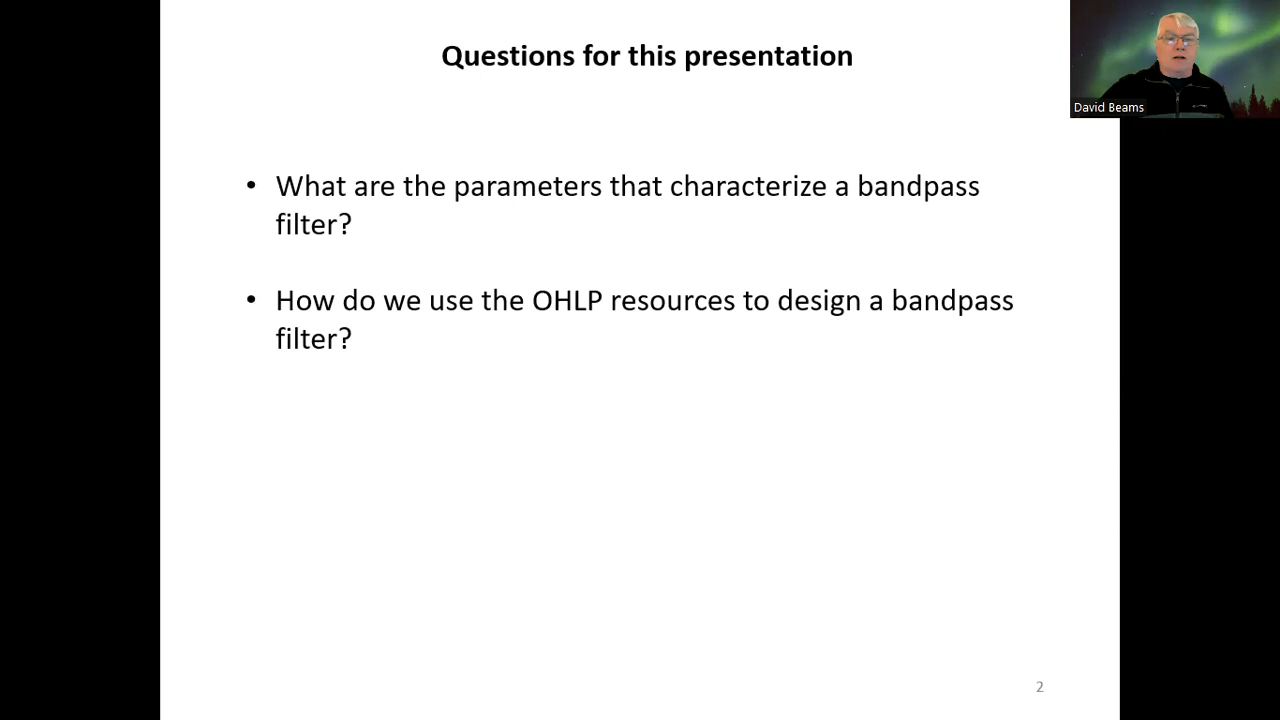 Questions for this presentation
David Beams
• What are the parameters that characterize a bandpass
filter?
• How do we use the OHLP resources to design a bandpass
filter?
2